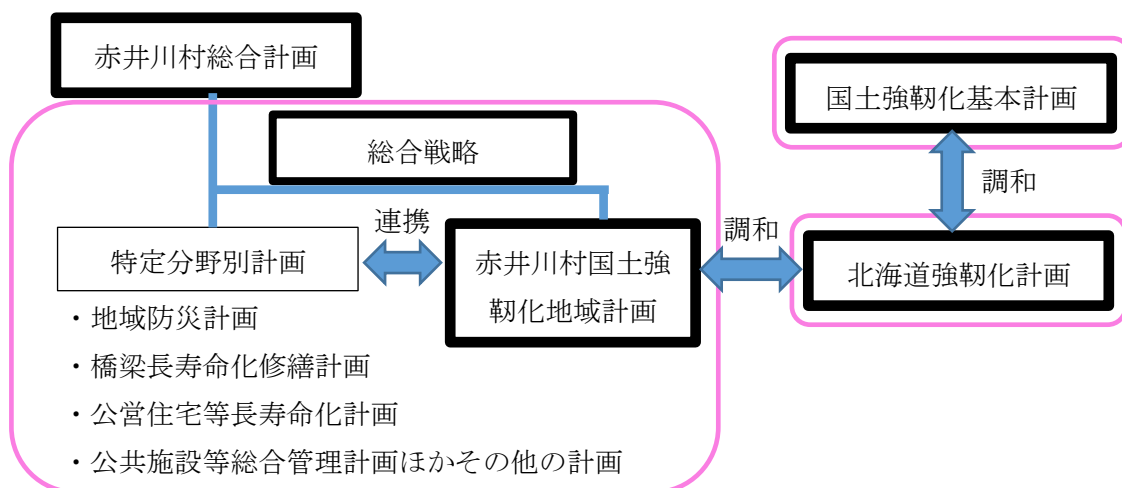 赤井川村総合計画
国土強靱化基本計画
総合戦略
調和
連携
調和
特定分野別計画
赤井川村国土強
靱化地域計画
北海道強靱化計画
・地域防災計画
・橋梁長寿命化修繕計画
・公営住宅等長寿命化計画
・公共施設等総合管理計画ほかその他の計画